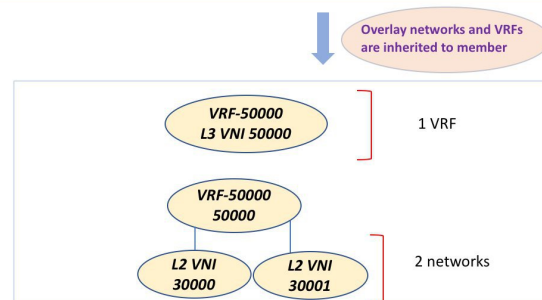 Overlay networks and VRFs
are inherited to member
VRF-50000
L3 VNI 50000
1 VRF
VRF-50000
50000
L2 VNI
30000
L2 VNI
30001
2 networks